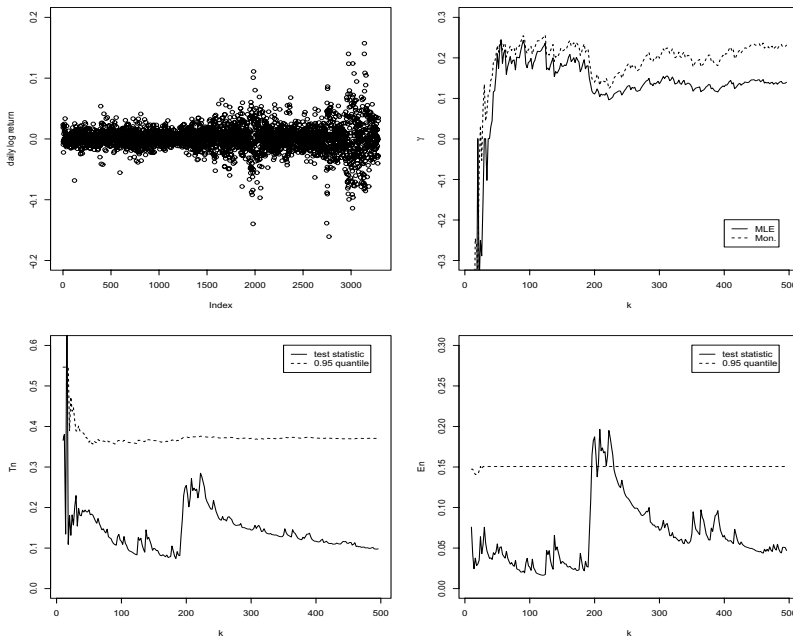 daily log return
0.2
0.1
0.0
-0.1
-0.2
0 500 1000 1500 2000 2500 3000
Index
γ
0.3
0.2
0.1
0.0
-0.1
-0.2
-0.3
MLE
Mon.
0 100 200 300 400 500
k
Tn
0.6
0.5
0.4
0.3
0.2
0.1
0.0
test statistic
0.95 quantile
0 100 200 300 400 500
k
En
0.30
0.25
0.20
0.15
0.10
0.05
0.00
test statistic
0.95 quantile
0 100 200 300 400 500
k